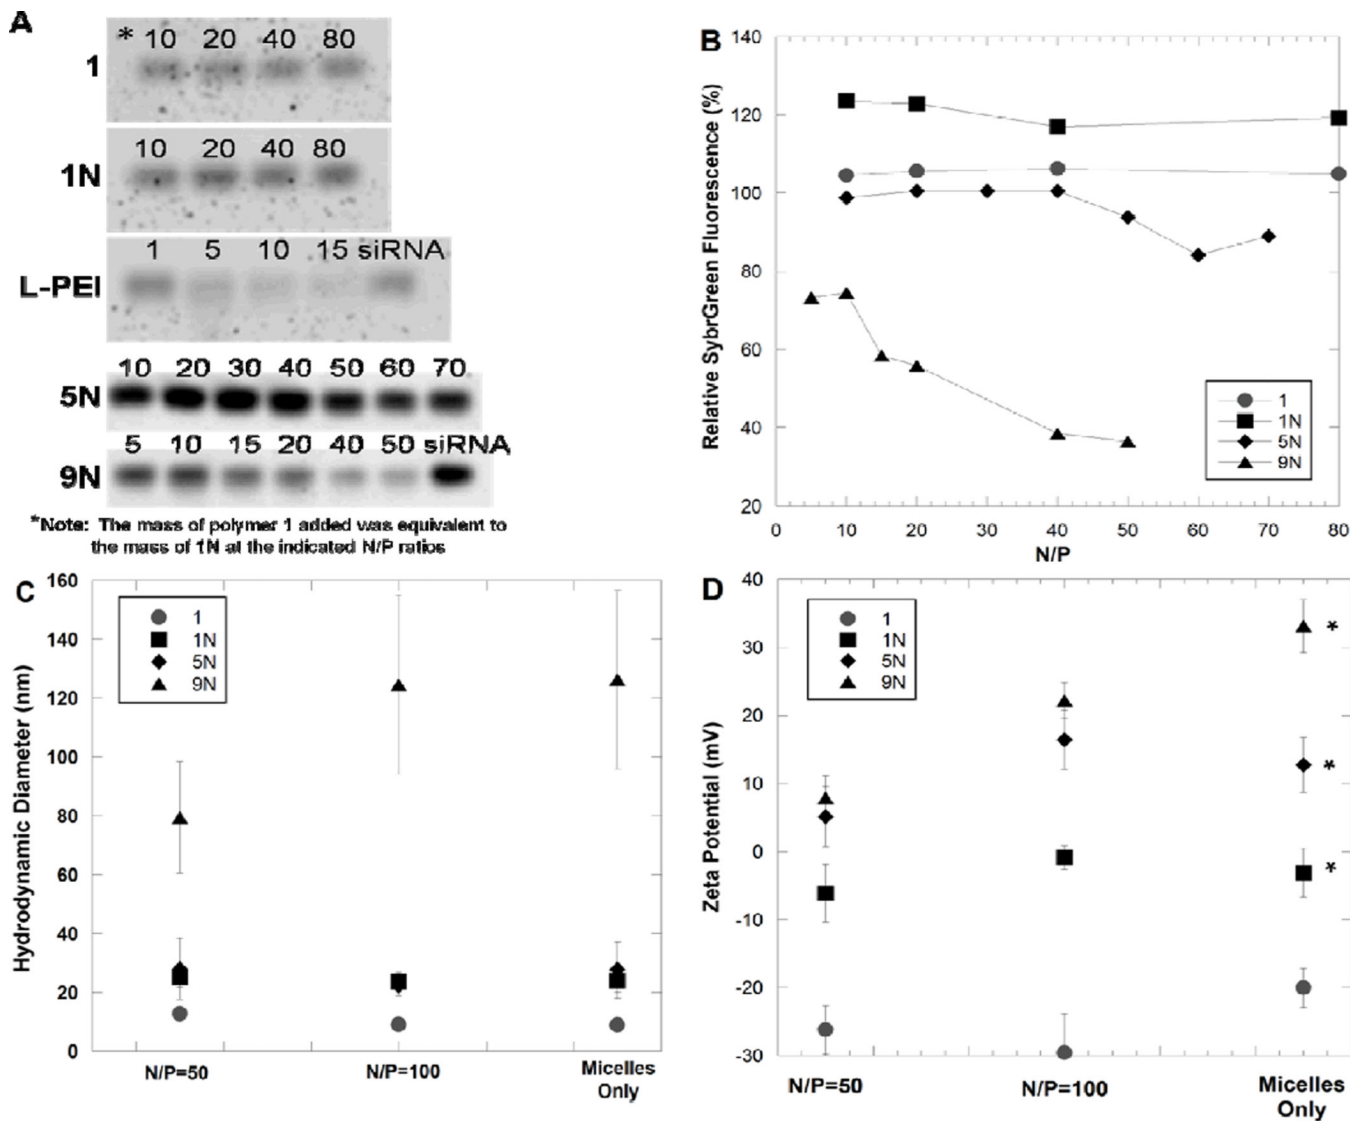 A
* 10 20 40 80
1
10 20 40 80
1N
1 5 10 15 siRNA
L-PEI
10 20 30 40 50 60 70
5N
5 10 15 20 40 50 siRNA
9N
*Note: The mass of polymer 1 added was equivalent to
the mass of 1N at the indicated N/P ratios
B
Relative SybrGreen Fluorescence (%)
140
120
100
80
60
40
20
0 10 20 30 40 50 60 70 80
N/P
1
1N
5N
9N
C
Hydrodynamic Diameter (nm)
160
140
120
100
80
60
40
20
0
1
1N
5N
9N
N/P=50 N/P=100 Micelles
Only
D
Zeta Potential (mV)
40
30
20
10
0
-10
-20
-30
1
1N
5N
9N
*
*
*
N/P=50 N/P=100 Micelles
Only